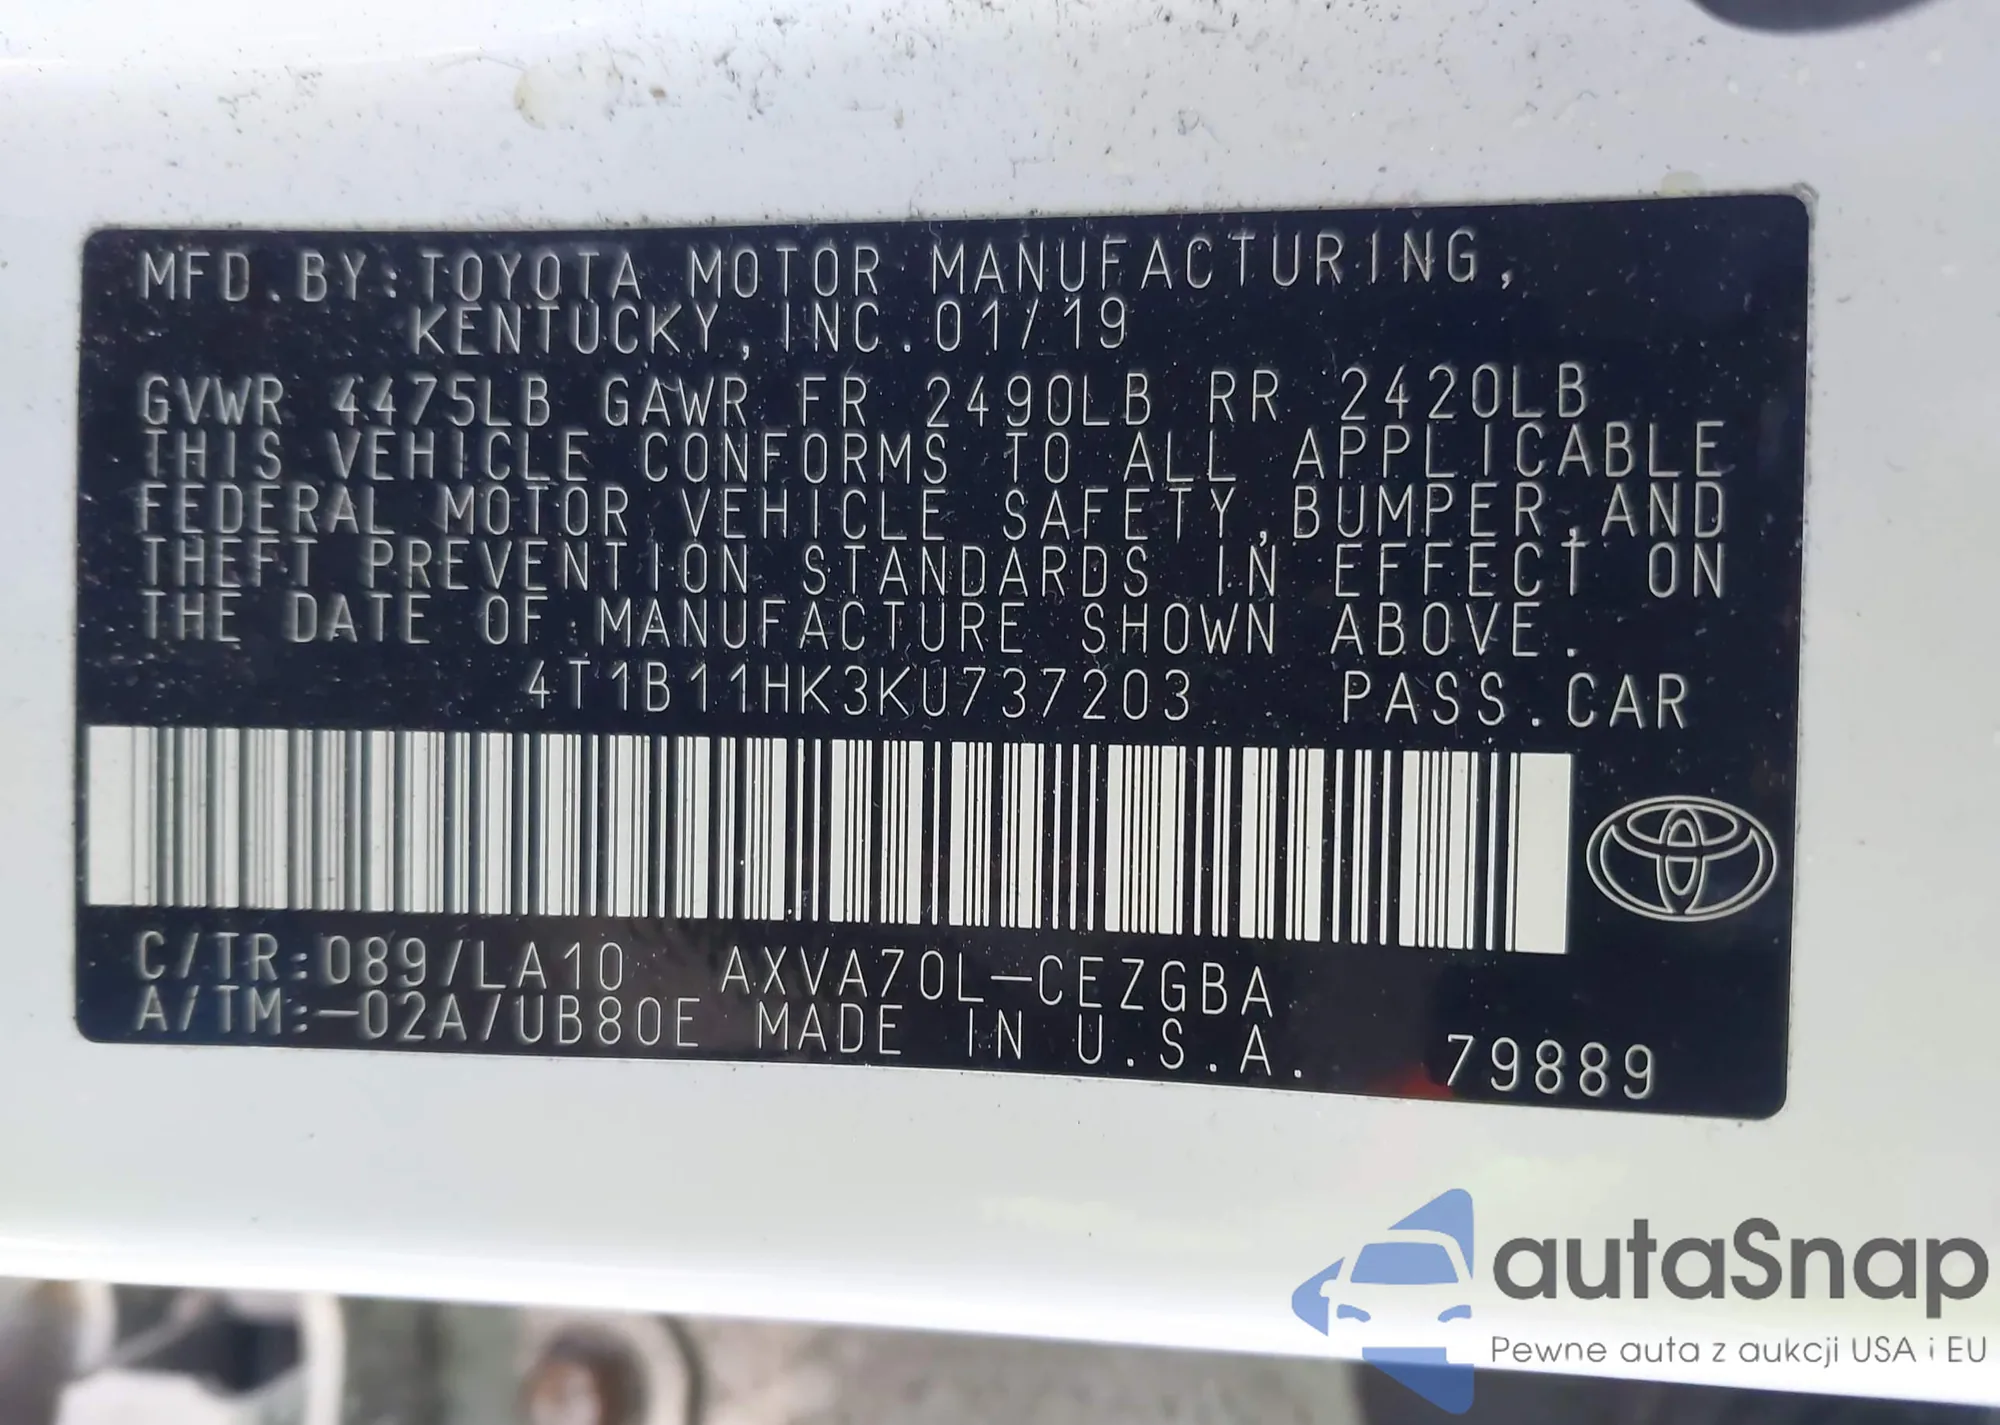 MFD.BY:TOYOTA MOTOR MANUFACTURING,
KENTUCKY,INC.01/19
GVWR 4475LB GAWR FR 2490LB RR 2420LB
THIS VEHICLE CONFORMS TO ALL APPLICABLE
FEDERAL MOTOR VEHICLE SAFETY,BUMPER,AND
THEFT PREVENTION STANDARDS IN EFFECT ON
THE DATE OF MANUFACTURE SHOWN ABOVE.
4T1B11HK3KU737203 PASS.CAR
C/TR:089/LA10 AXVA70L-CEZGBA
A/TM:-02A/UB80E MADE IN U.S.A. 79889
autaSnap
Pewne auta z aukcji USA i EU